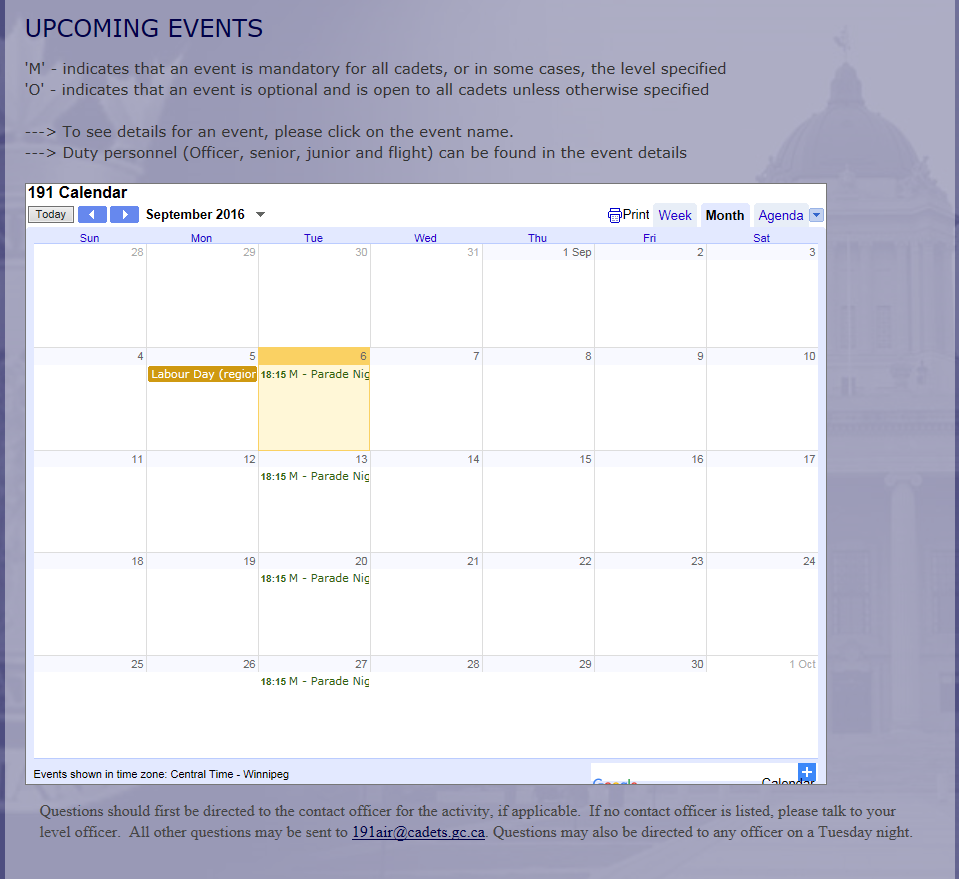 UPCOMING EVENTS
'M' - indicates that an event is mandatory for all cadets, or in some cases, the level specified
'O' - indicates that an event is optional and is open to all cadets unless otherwise specified
---> To see details for an event, please click on the event name.
---> Duty personnel (Officer, senior, junior and flight) can be found in the event details
191 Calendar
Today September 2016 Print Week Month Agenda
Sun Mon Tue Wed Thu Fri Sat
28 29 30 31 1 Sep 2 3
4 5 6 7 8 9 10
Labour Day (region 18:15 M - Parade Nig
11 12 13 14 15 16 17
18:15 M - Parade Nig
18 19 20 21 22 23 24
18:15 M - Parade Nig
25 26 27 28 29 30 1 Oct
18:15 M - Parade Nig
Events shown in time zone: Central Time - Winnipeg Google Calendar
Questions should first be directed to the contact officer for the activity, if applicable.  If no contact officer is listed, please talk to your
level officer.  All other questions may be sent to 191air@cadets.gc.ca. Questions may also be directed to any officer on a Tuesday night.